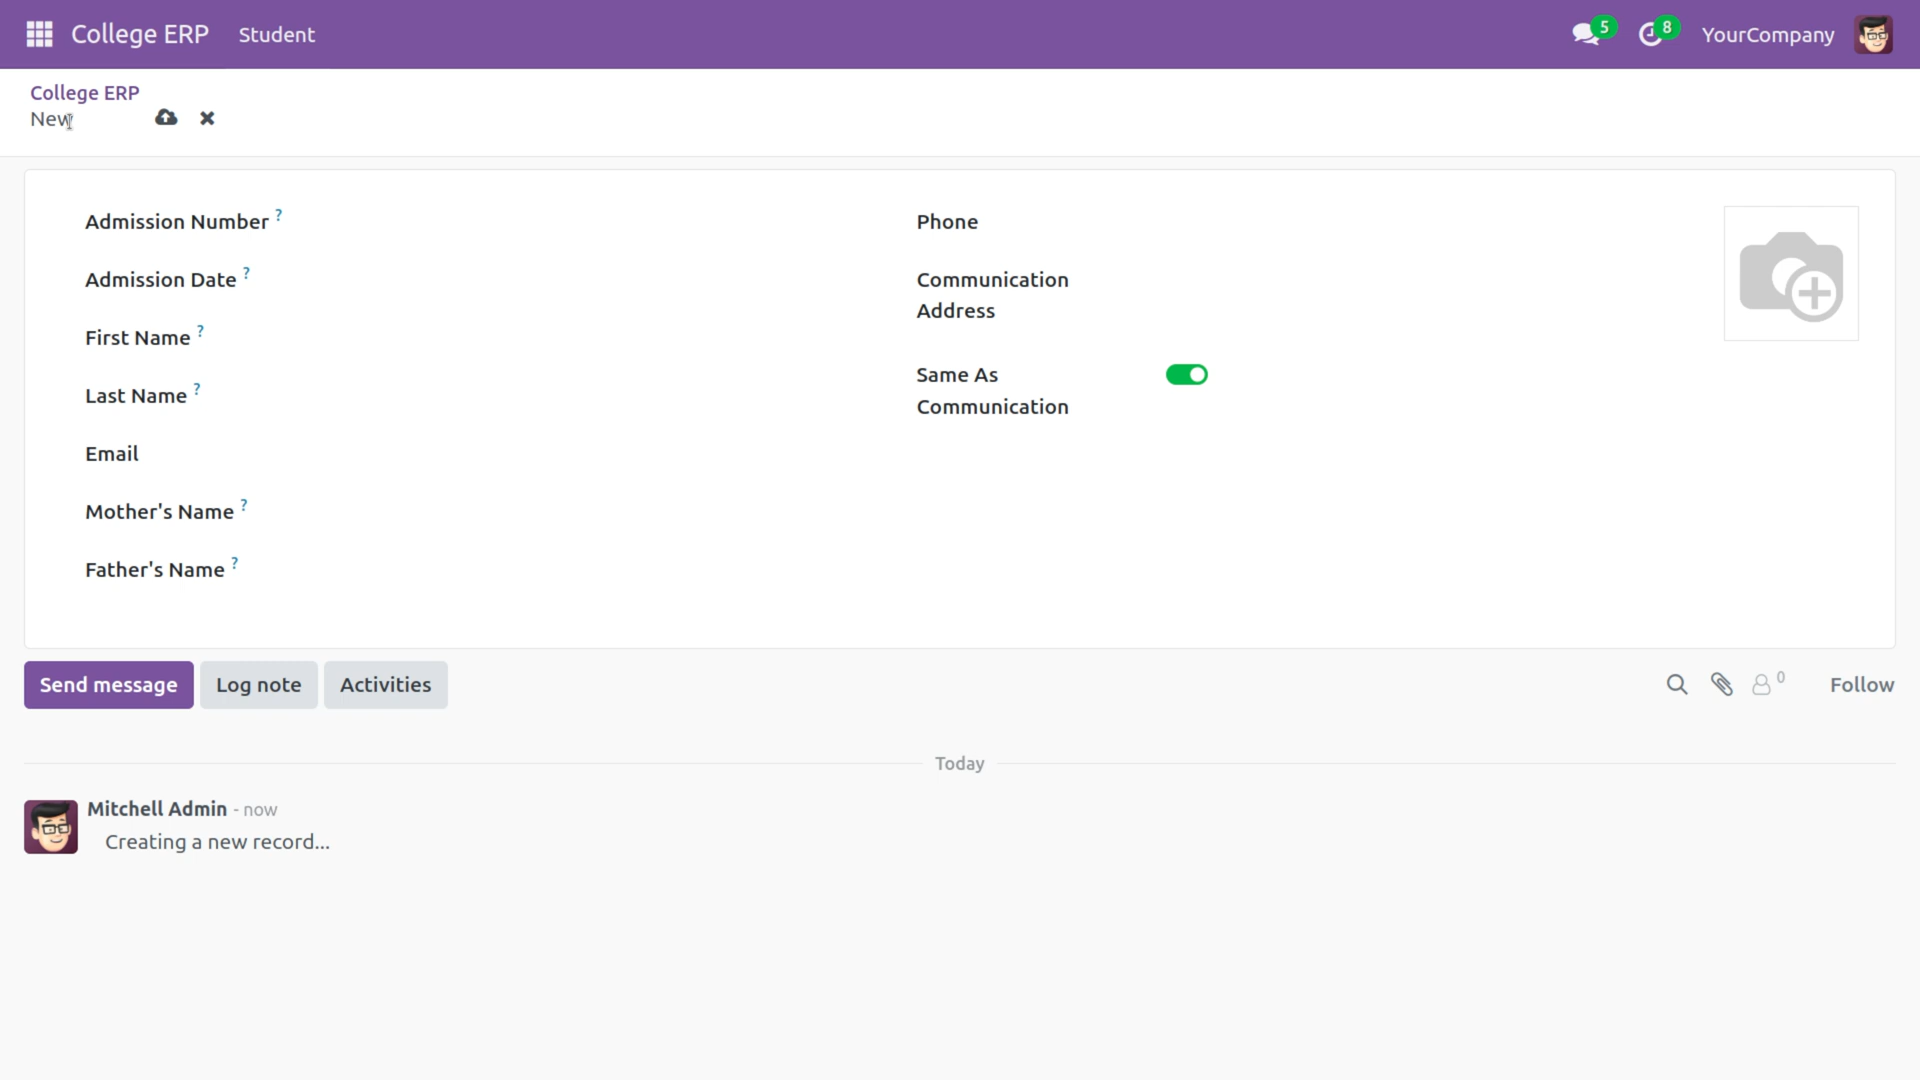 College ERP Student 5 8 YourCompany
College ERP
New
Admission Number ?
Admission Date ?
First Name ?
Last Name ?
Email
Mother's Name ?
Father's Name ?
Phone
Communication
Address
Same As
Communication
Send message Log note Activities 0 Follow
Today
Mitchell Admin - now
Creating a new record...